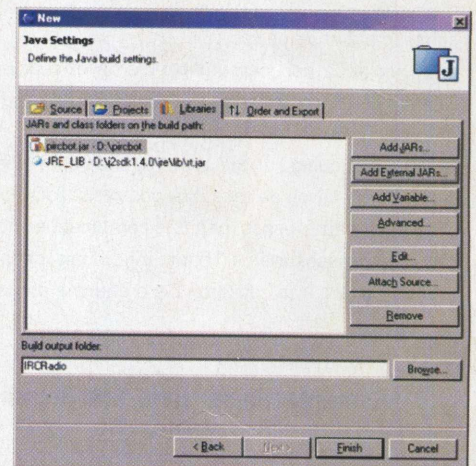 New
Java Settings
Define the Java build settings.
J
Source Projects Libraries Order and Export
JARs and class folders on the build path:
pircbot.jar - D:\pircbot
JRE_LIB - D:\j2sdk1.4.0\jre\lib\rt.jar
Add JARs...
Add External JARs...
Add Variable...
Advanced...
Edit...
Attach Source...
Remove
Build output folder:
IRCRadio
Browse...
< Back Next > Finish Cancel